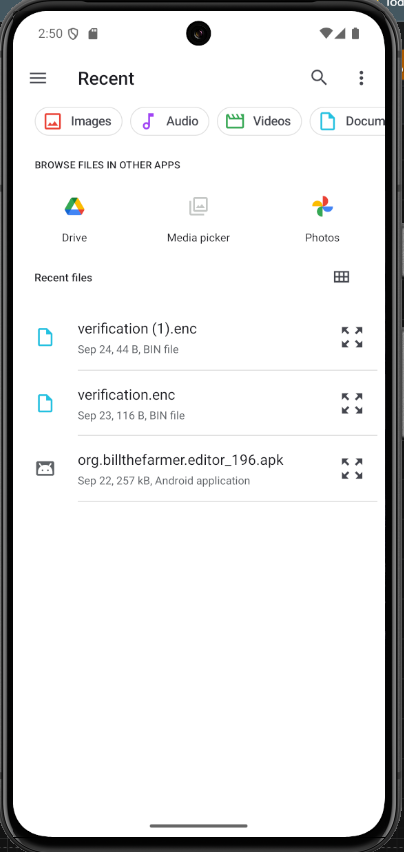 2:50
Recent
Images Audio Videos Docum
BROWSE FILES IN OTHER APPS
Drive Media picker Photos
Recent files
verification (1).enc
Sep 24, 44 B, BIN file
verification.enc
Sep 23, 116 B, BIN file
org.billthefarmer.editor_196.apk
Sep 22, 257 kB, Android application